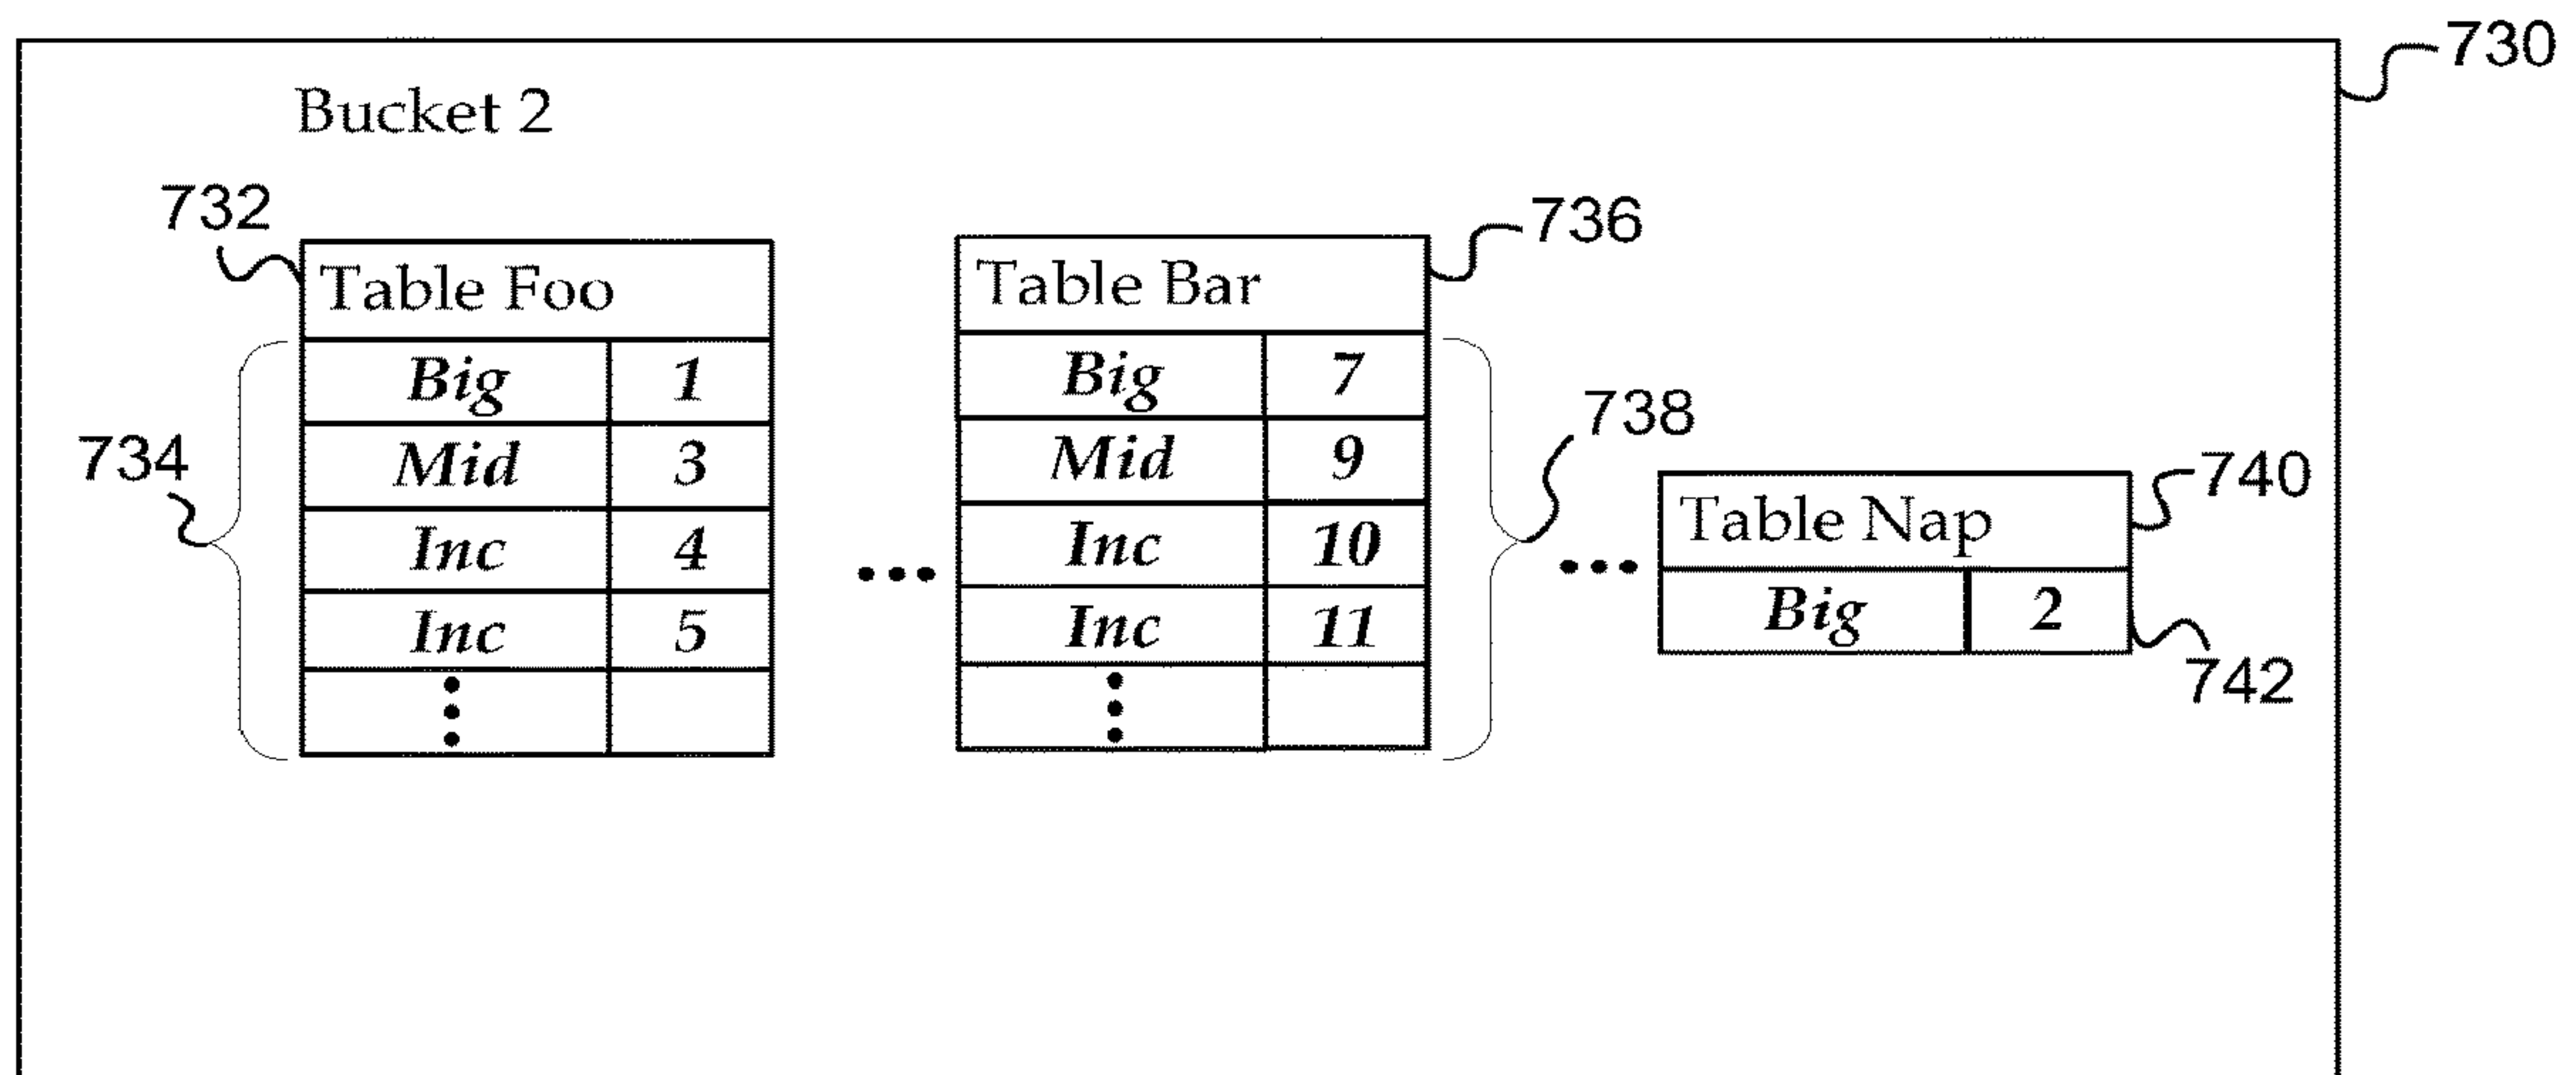 730
Bucket 2
732
736
Table Foo
Table Bar
Big 1
Big 7
734
738
Mid 3
Mid 9
740
Table Nap
Inc 4
Inc 10
Big 2
Inc 5
Inc 11
742